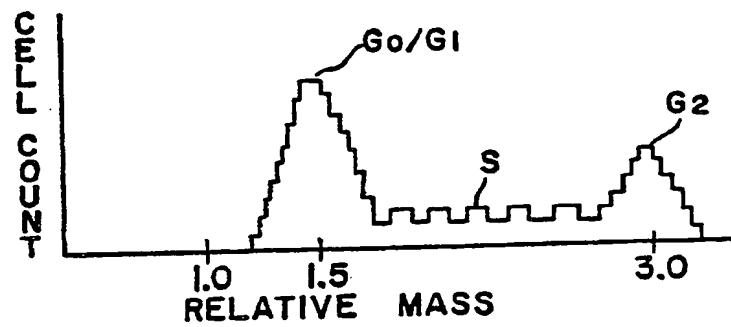 CELL COUNT
Go/G1
G2
S
1.0
1.5
3.0
RELATIVE MASS